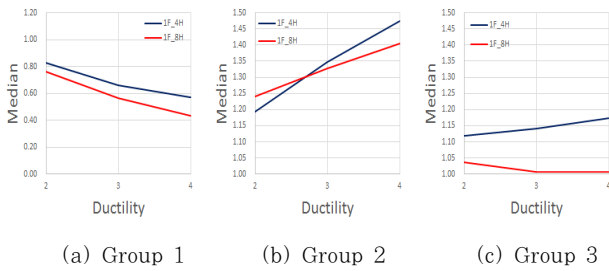 1.20
1.00
0.80
0.60
0.40
0.20
0.00
Median
1F_4H
1F_8H
2 3 4
Ductility
(a) Group 1
1.50
1.45
1.40
1.35
1.30
1.25
1.20
1.15
1.10
1.05
1.00
Median
1F_4H
1F_8H
2 3 4
Ductility
(b) Group 2
1.50
1.45
1.40
1.35
1.30
1.25
1.20
1.15
1.10
1.05
1.00
Median
1F_4H
1F_8H
2 3 4
Ductility
(c) Group 3